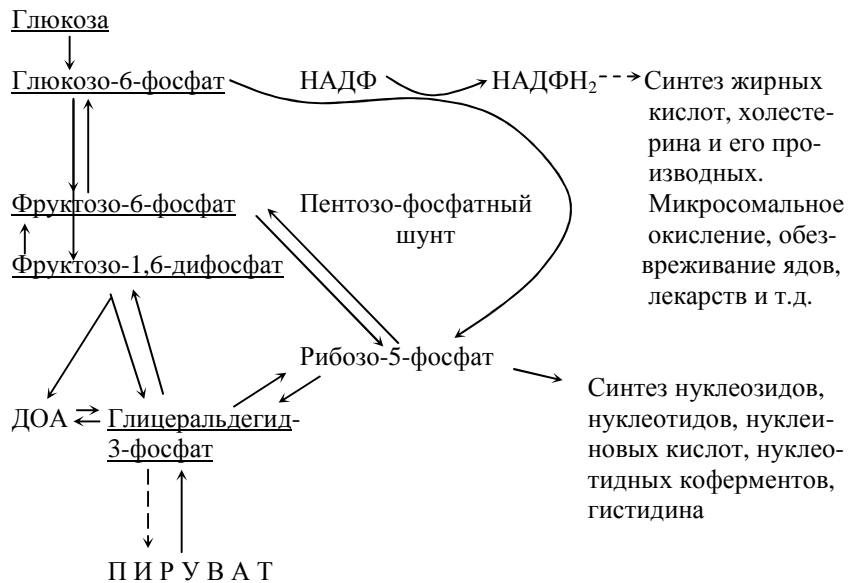 Глюкоза
Глюкозо-6-фосфат НАДФ НАДФН₂ Синтез жирных
кислот, холесте-
рина и его про-
изводных.
Фруктозо-6-фосфат Пентозо-фосфатный Микросомальное
шунт окисление, обез-
Фруктозо-1,6-дифосфат вреживание ядов,
лекарств и т.д.
Рибозо-5-фосфат
Синтез нуклеозидов,
ДОА Глицеральдегид- нуклеотидов, нуклеи-
3-фосфат новых кислот, нуклео-
тидных коферментов,
гистидина
П И Р У В А Т